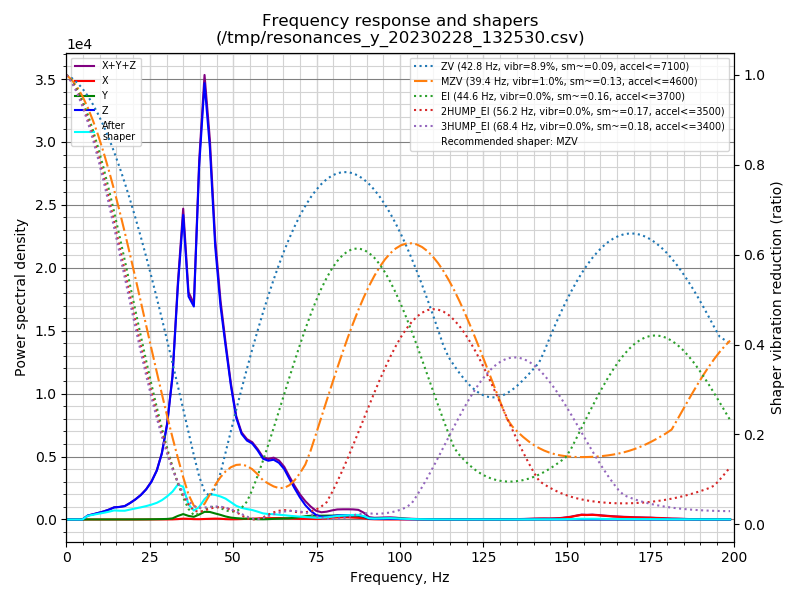 Frequency response and shapers
(/tmp/resonances_y_20230228_132530.csv)
1e4
X+Y+Z
X
Y
Z
After
shaper
ZV (42.8 Hz, vibr=8.9%, sm~=0.09, accel<=7100)
MZV (39.4 Hz, vibr=1.0%, sm~=0.13, accel<=4600)
EI (44.6 Hz, vibr=0.0%, sm~=0.16, accel<=3700)
2HUMP_EI (56.2 Hz, vibr=0.0%, sm~=0.17, accel<=3500)
3HUMP_EI (68.4 Hz, vibr=0.0%, sm~=0.18, accel<=3400)
Recommended shaper: MZV
Power spectral density
3.5
3.0
2.5
2.0
1.5
1.0
0.5
0.0
1.0
0.8
0.6
0.4
0.2
0.0
Shaper vibration reduction (ratio)
0 25 50 75 100 125 150 175 200
Frequency, Hz